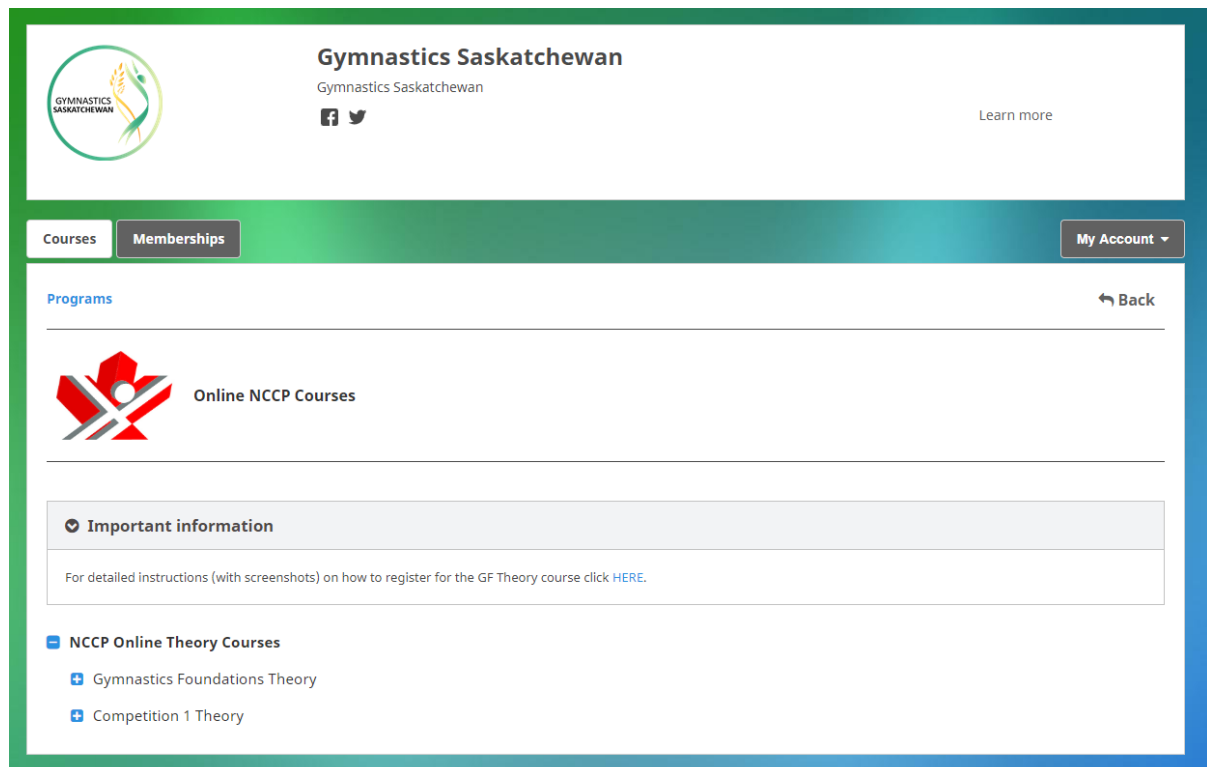 GYMNASTICS
SASKATCHEWAN
Gymnastics Saskatchewan
Gymnastics Saskatchewan
Learn more
Courses
Memberships
My Account
Programs
Back
Online NCCP Courses
Important information
For detailed instructions (with screenshots) on how to register for the GF Theory course click HERE.
NCCP Online Theory Courses
Gymnastics Foundations Theory
Competition 1 Theory